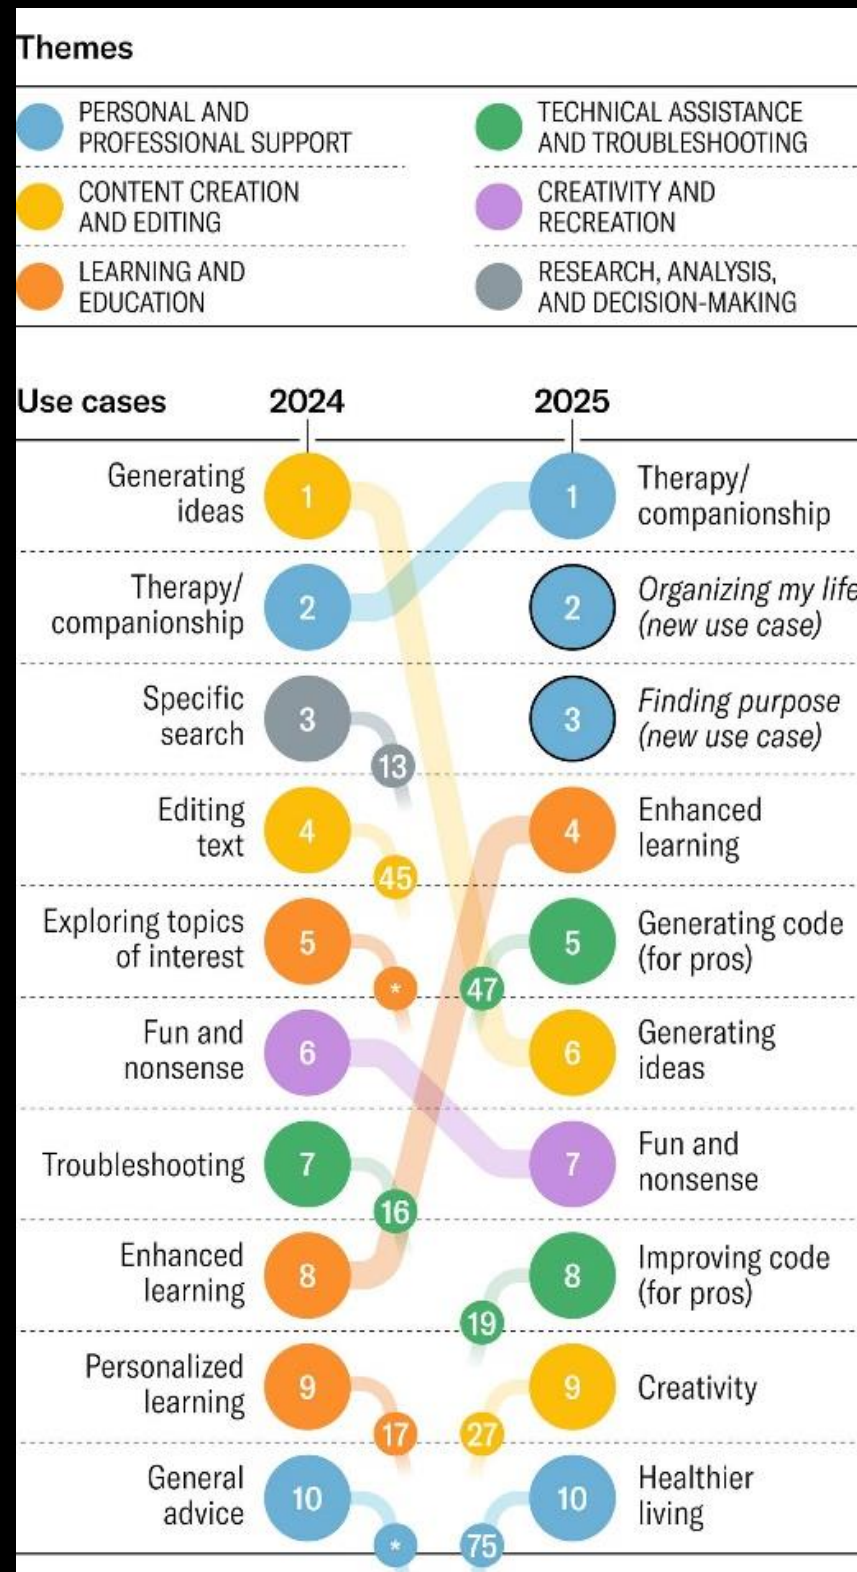 Themes
PERSONAL AND
PROFESSIONAL SUPPORT
TECHNICAL ASSISTANCE
AND TROUBLESHOOTING
CONTENT CREATION
AND EDITING
CREATIVITY AND
RECREATION
LEARNING AND
EDUCATION
RESEARCH, ANALYSIS,
AND DECISION-MAKING
Use cases 2024 2025
Generating
ideas
1
1
Therapy/
companionship
Therapy/
companionship
2
2
Organizing my life
(new use case)
Specific
search
3
13
3
Finding purpose
(new use case)
Editing
text
4
45
4
Enhanced
learning
Exploring topics
of interest
5
*
47
5
Generating code
(for pros)
Fun and
nonsense
6
6
Generating
ideas
Troubleshooting
7
16
7
Fun and
nonsense
Enhanced
learning
8
19
8
Improving code
(for pros)
Personalized
learning
9
17
27
9
Creativity
General
advice
10
*
75
10
Healthier
living